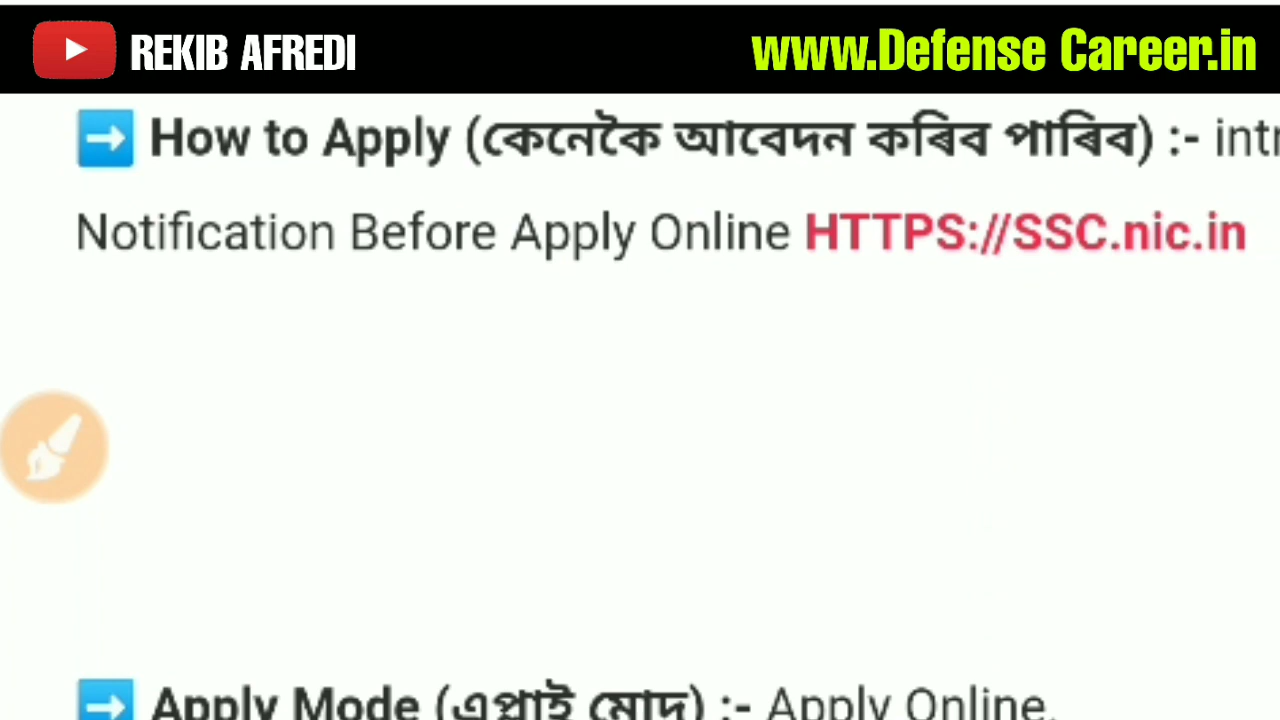 REKIB AFREDI www.Defense Career.in
➡ How to Apply (কেনেকৈ আবেদন কৰিব পাৰিব) :- intr
Notification Before Apply Online HTTPS://SSC.nic.in
➡ Apply Mode (এপ্লাই মোদ) :- Apply Online.